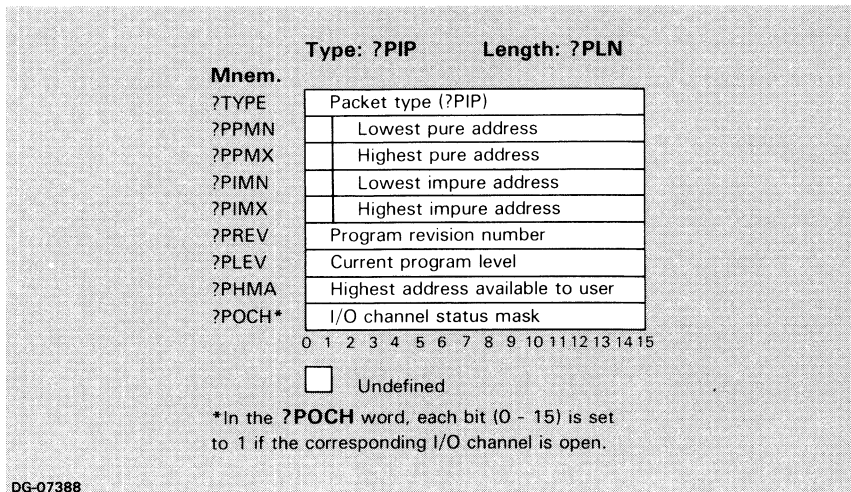 Type: ?PIP Length: ?PLN
Mnem.
?TYPE Packet type (?PIP)
?PPMN Lowest pure address
?PPMX Highest pure address
?PIMN Lowest impure address
?PIMX Highest impure address
?PREV Program revision number
?PLEV Current program level
?PHMA Highest address available to user
?POCH* I/O channel status mask
0 1 2 3 4 5 6 7 8 9 10 11 12 13 14 15
Undefined
*In the ?POCH word, each bit (0 - 15) is set
to 1 if the corresponding I/O channel is open.
DG-07388